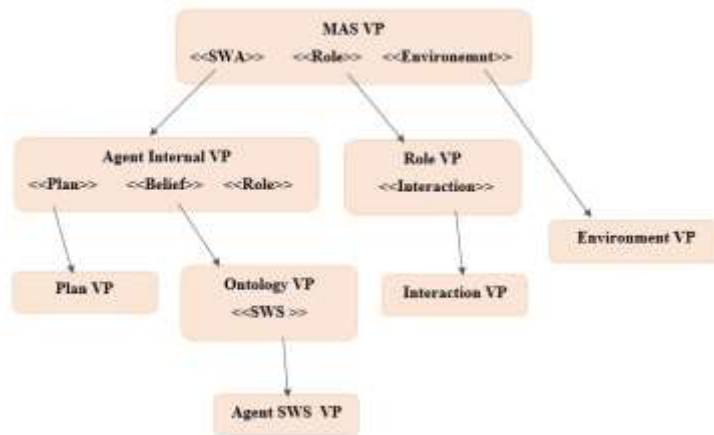 MAS VP
<<SWA>> <<Role>> <<Environemnt>>
Agent Internal VP
<<Plan>> <<Belief>> <<Role>>
Role VP
<<Interaction>>
Environment VP
Plan VP
Ontology VP
<<SWS >>
Interaction VP
Agent SWS VP